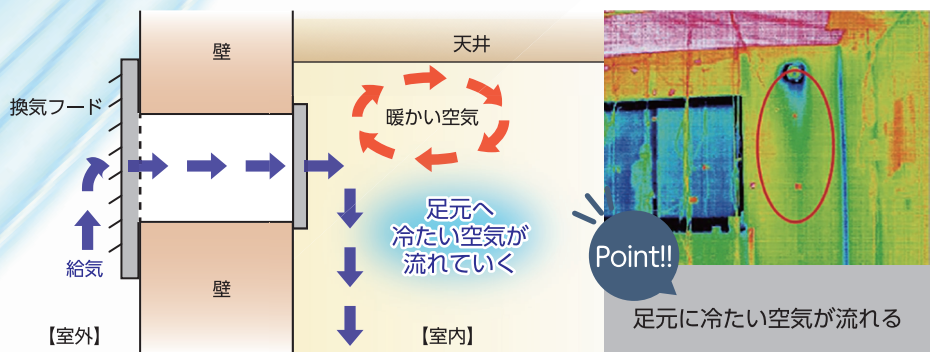 壁
天井
換気フード
暖かい空気
足元へ
冷たい空気が
流れていく
給気
壁
【室外】
【室内】
Point!!
足元に冷たい空気が流れる